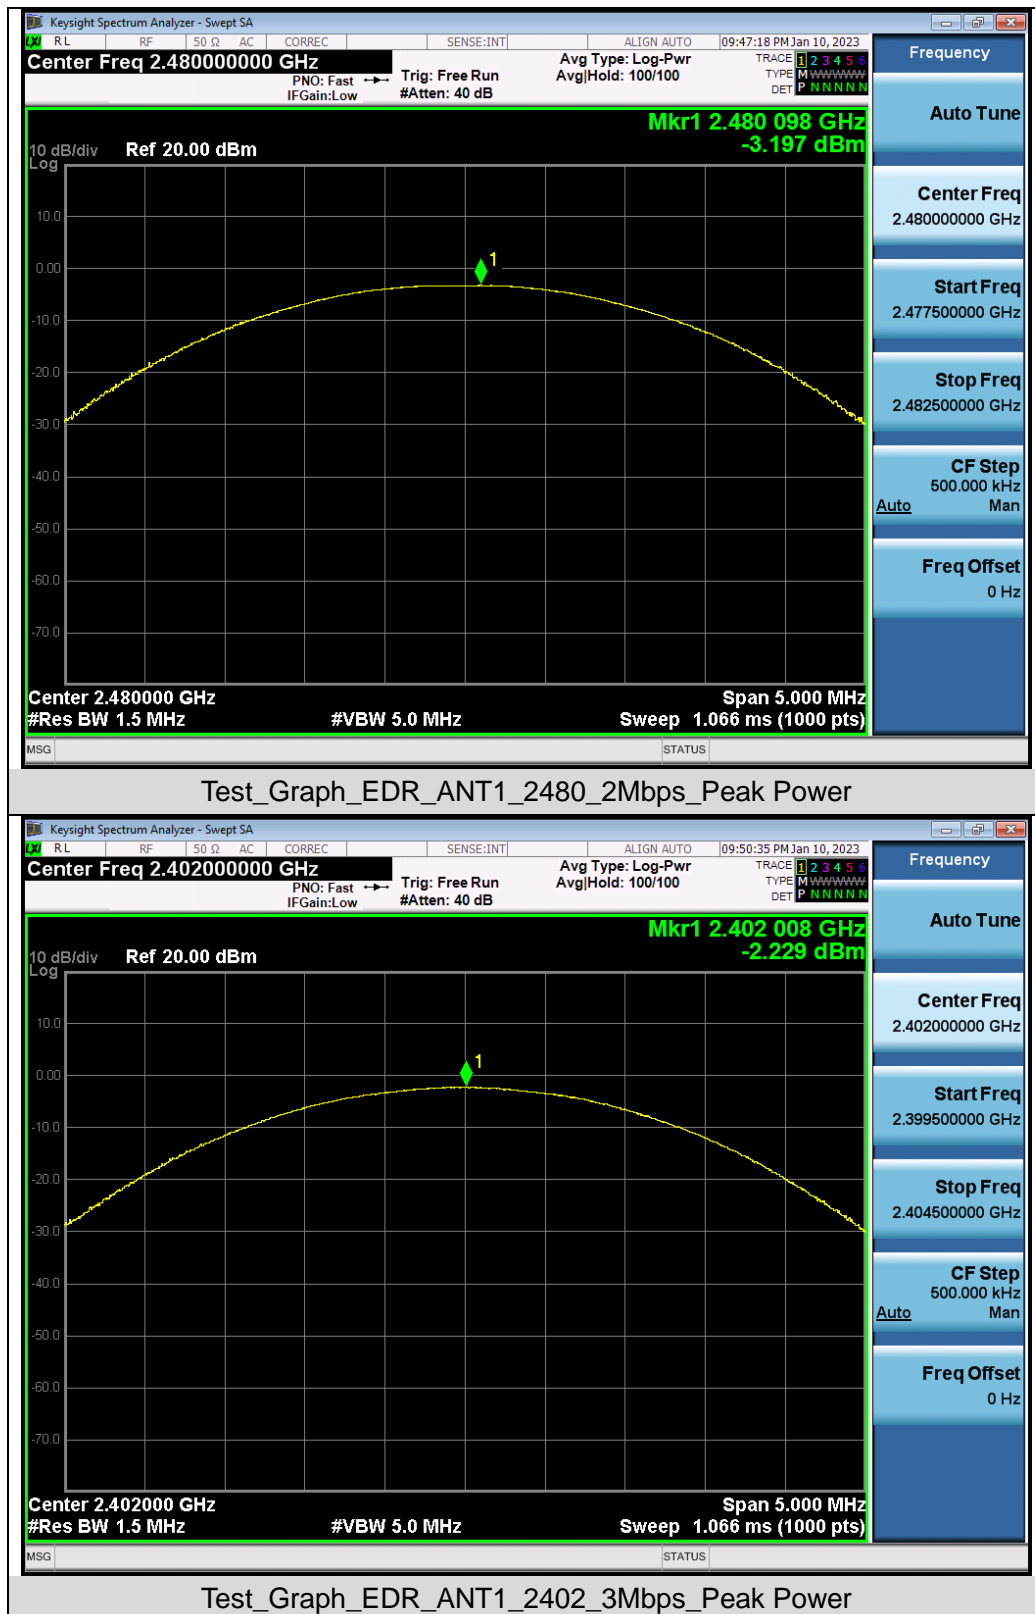 Keysight Spectrum Analyzer - Swept SA
LXI RL RF 50 Ω AC CORREC SENSE:INT ALIGN AUTO 09:47:18 PM Jan 10, 2023
Center Freq 2.480000000 GHz
PNO: Fast
IFGain:Low
Trig: Free Run
#Atten: 40 dB
Avg Type: Log-Pwr
Avg|Hold: 100/100
TRACE 1 2 3 4 5 6
TYPE M WWWWW
DET P N N N N N
Mkr1 2.480 098 GHz
-3.197 dBm
10 dB/div Ref 20.00 dBm
Log
10.0
0.00
1
-10.0
-20.0
-30.0
-40.0
-50.0
-60.0
-70.0
Center 2.480000 GHz Span 5.000 MHz
#Res BW 1.5 MHz #VBW 5.0 MHz Sweep 1.066 ms (1000 pts)
MSG STATUS
Frequency
Auto Tune
Center Freq
2.480000000 GHz
Start Freq
2.477500000 GHz
Stop Freq
2.482500000 GHz
CF Step
500.000 kHz
Auto Man
Freq Offset
0 Hz
Test_Graph_EDR_ANT1_2480_2Mbps_Peak Power
Keysight Spectrum Analyzer - Swept SA
LXI RL RF 50 Ω AC CORREC SENSE:INT ALIGN AUTO 09:50:35 PM Jan 10, 2023
Center Freq 2.402000000 GHz
PNO: Fast
IFGain:Low
Trig: Free Run
#Atten: 40 dB
Avg Type: Log-Pwr
Avg|Hold: 100/100
TRACE 1 2 3 4 5 6
TYPE M WWWWW
DET P N N N N N
Mkr1 2.402 008 GHz
-2.229 dBm
10 dB/div Ref 20.00 dBm
Log
10.0
0.00
1
-10.0
-20.0
-30.0
-40.0
-50.0
-60.0
-70.0
Center 2.402000 GHz Span 5.000 MHz
#Res BW 1.5 MHz #VBW 5.0 MHz Sweep 1.066 ms (1000 pts)
MSG STATUS
Frequency
Auto Tune
Center Freq
2.402000000 GHz
Start Freq
2.399500000 GHz
Stop Freq
2.404500000 GHz
CF Step
500.000 kHz
Auto Man
Freq Offset
0 Hz
Test_Graph_EDR_ANT1_2402_3Mbps_Peak Power